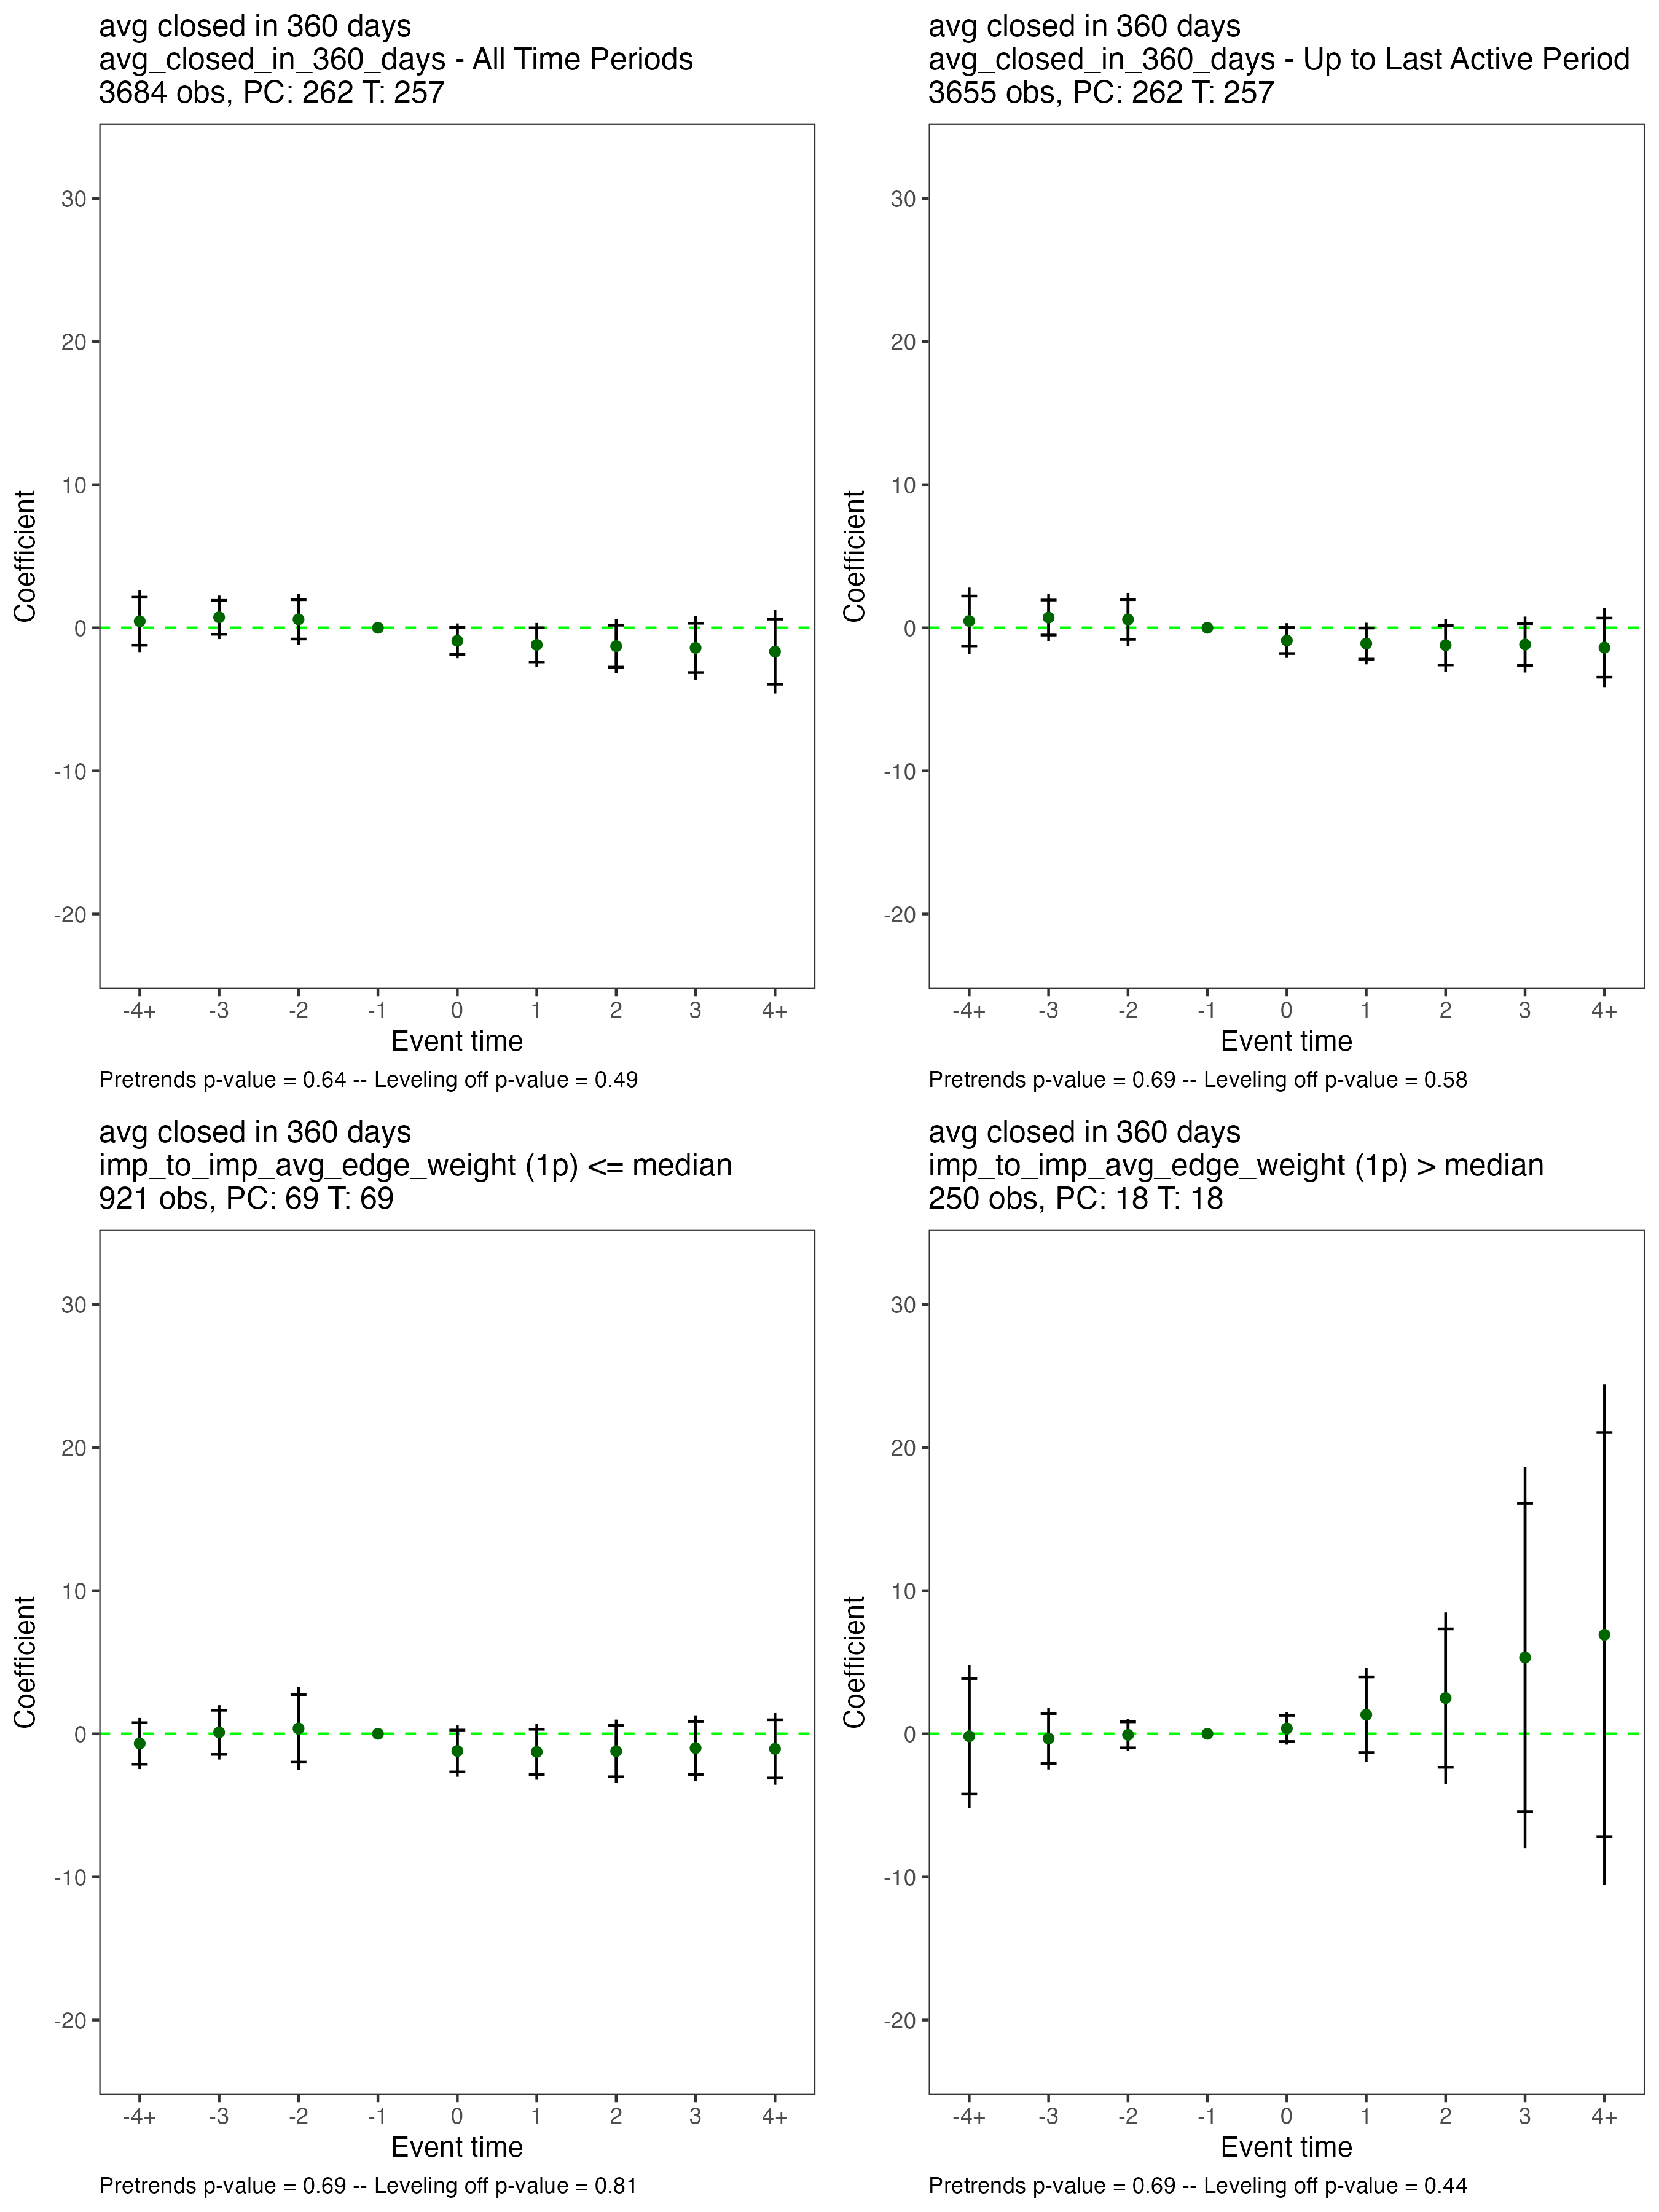 avg closed in 360 days
avg_closed_in_360_days - All Time Periods
3684 obs, PC: 262 T: 257
Coefficient
30
20
10
0
-10
-20
-4+ -3 -2 -1 0 1 2 3 4+
Event time
Pretrends p-value = 0.64 -- Leveling off p-value = 0.49
avg closed in 360 days
avg_closed_in_360_days - Up to Last Active Period
3655 obs, PC: 262 T: 257
Coefficient
30
20
10
0
-10
-20
-4+ -3 -2 -1 0 1 2 3 4+
Event time
Pretrends p-value = 0.69 -- Leveling off p-value = 0.58
avg closed in 360 days
imp_to_imp_avg_edge_weight (1p) <= median
921 obs, PC: 69 T: 69
Coefficient
30
20
10
0
-10
-20
-4+ -3 -2 -1 0 1 2 3 4+
Event time
Pretrends p-value = 0.69 -- Leveling off p-value = 0.81
avg closed in 360 days
imp_to_imp_avg_edge_weight (1p) > median
250 obs, PC: 18 T: 18
Coefficient
30
20
10
0
-10
-20
-4+ -3 -2 -1 0 1 2 3 4+
Event time
Pretrends p-value = 0.69 -- Leveling off p-value = 0.44